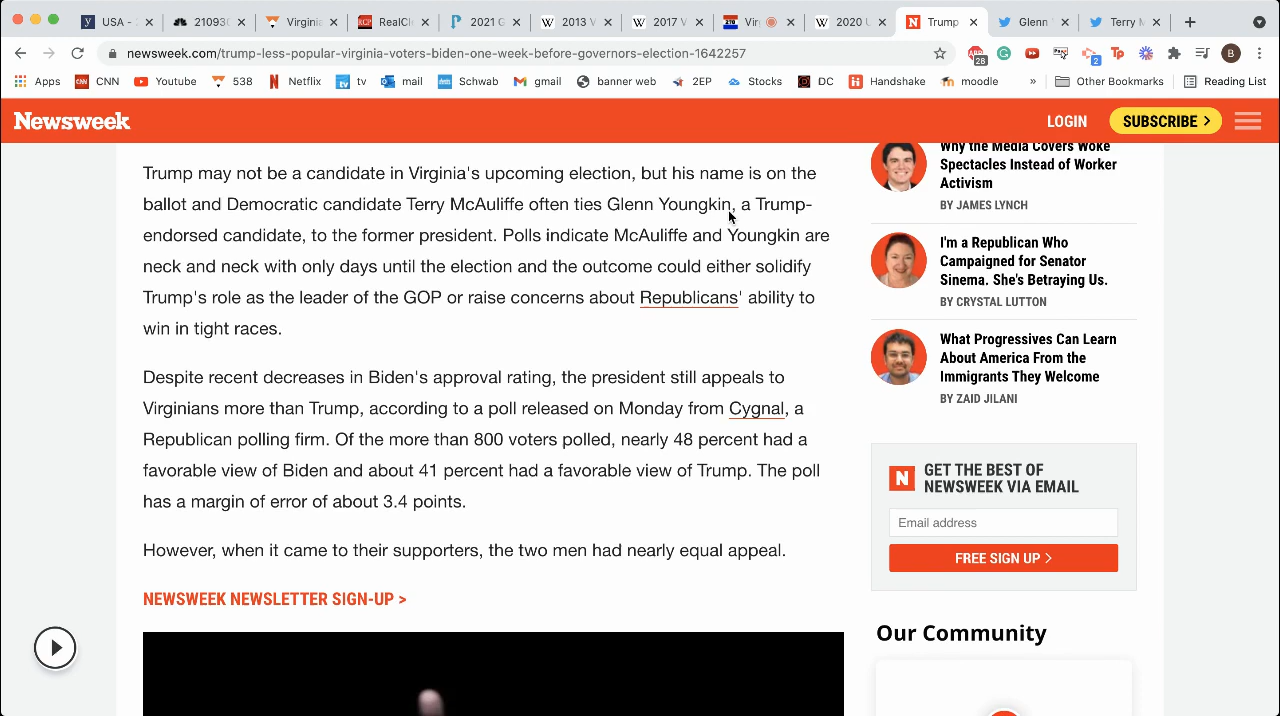 USA - 2
21093
Virginia
RealCle
2021 G
2013 V
2017 V
Vir
2020 U
Trump
Glenn
Terry M
newsweek.com/trump-less-popular-virginia-voters-biden-one-week-before-governors-election-1642257
28
2
B
Apps
CNN
Youtube
538
Netflix
tv
mail
Schwab
gmail
banner web
2EP
Stocks
DC
Handshake
moodle
»
Other Bookmarks
Reading List
Newsweek
LOGIN
SUBSCRIBE >
Trump may not be a candidate in Virginia's upcoming election, but his name is on the
ballot and Democratic candidate Terry McAuliffe often ties Glenn Youngkin, a Trump-
endorsed candidate, to the former president. Polls indicate McAuliffe and Youngkin are
neck and neck with only days until the election and the outcome could either solidify
Trump's role as the leader of the GOP or raise concerns about Republicans' ability to
win in tight races.
Despite recent decreases in Biden's approval rating, the president still appeals to
Virginians more than Trump, according to a poll released on Monday from Cygnal, a
Republican polling firm. Of the more than 800 voters polled, nearly 48 percent had a
favorable view of Biden and about 41 percent had a favorable view of Trump. The poll
has a margin of error of about 3.4 points.
However, when it came to their supporters, the two men had nearly equal appeal.
NEWSWEEK NEWSLETTER SIGN-UP >
Why the Media Covers Woke
Spectacles Instead of Worker
Activism
BY JAMES LYNCH
I'm a Republican Who
Campaigned for Senator
Sinema. She's Betraying Us.
BY CRYSTAL LUTTON
What Progressives Can Learn
About America From the
Immigrants They Welcome
BY ZAID JILANI
N
GET THE BEST OF
NEWSWEEK VIA EMAIL
Email address
FREE SIGN UP >
Our Community